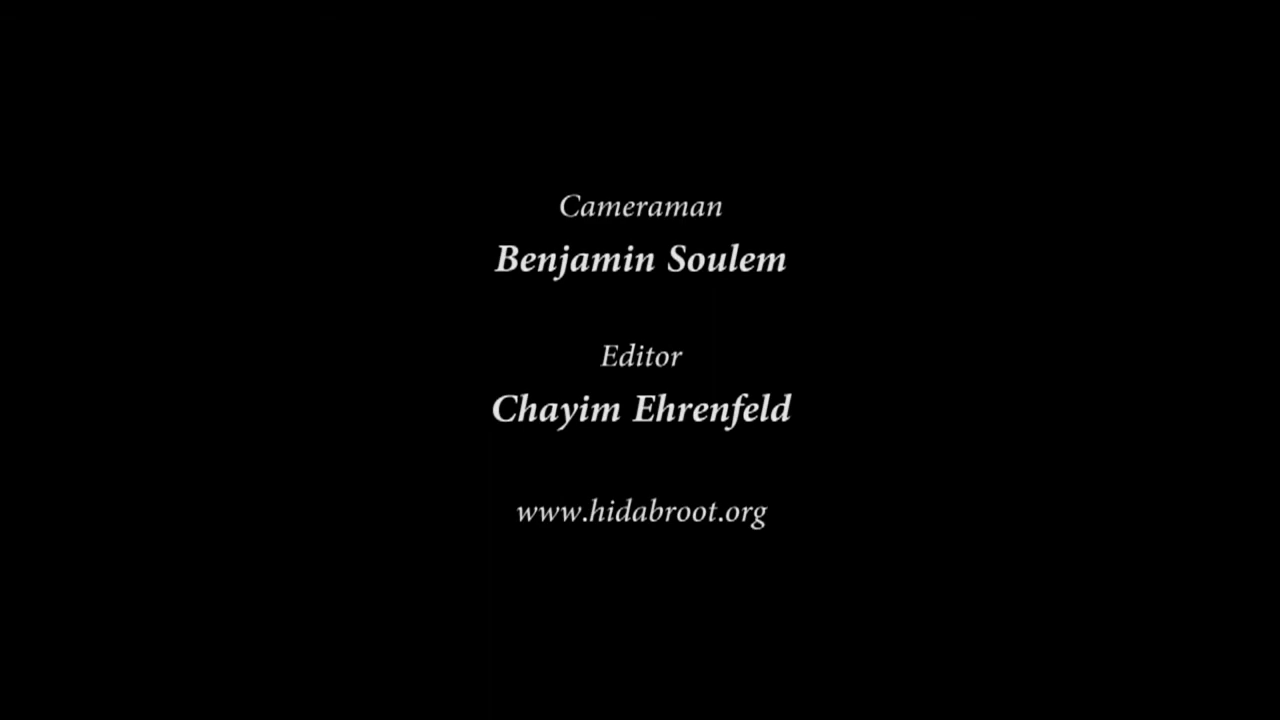 Cameraman
Benjamin Soulem
Editor
Chayim Ehrenfeld
www.hidabroot.org